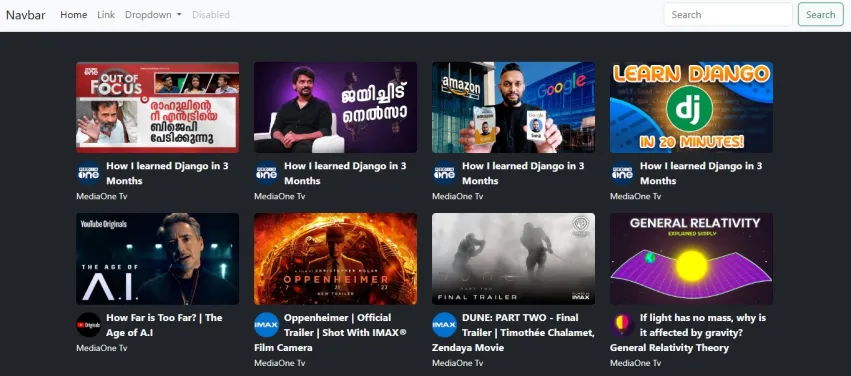 Navbar
Home
Link
Dropdown
Disabled
Search
Search
OUT OF
FOCUS
രാഹുലിന്റെ
റീ എൻട്രിയെ
ബിജെപി
പേടിക്കുന്നു
ജയിച്ചിട്
നെൽസാ
amazon
Google
LEARN DJANGO
dj
IN 20 MINUTES!
How I learned Django in 3
Months
MediaOne Tv
How I learned Django in 3
Months
MediaOne Tv
How I learned Django in 3
Months
MediaOne Tv
How I learned Django in 3
Months
MediaOne Tv
YouTube Originals
THE AGE OF
A.I.
OPPENHEIMER
PART TWO
FINAL TRAILER
IMAX
GENERAL RELATIVITY
EXPLAINED SIMPLY
How Far is Too Far? | The
Age of A.I
MediaOne Tv
IMAX
Oppenheimer | Official
Trailer | Shot With IMAX®
Film Camera
MediaOne Tv
IMAX
DUNE: PART TWO - Final
Trailer | Timothée Chalamet,
Zendaya Movie
MediaOne Tv
If light has no mass, why is
it affected by gravity?
General Relativity Theory
MediaOne Tv